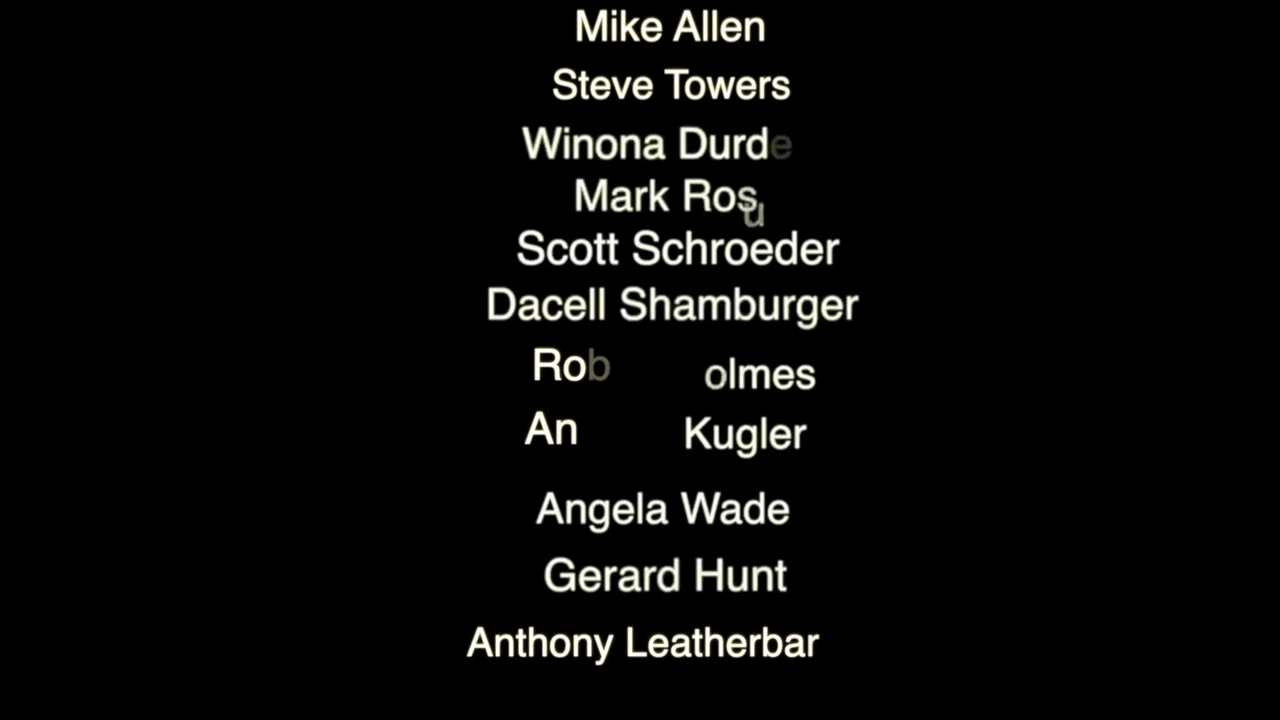 Mike Allen
Steve Towers
Winona Durde
Mark Rosu
Scott Schroeder
Dacell Shamburger
Rob olmes
An Kugler
Angela Wade
Gerard Hunt
Anthony Leatherbar